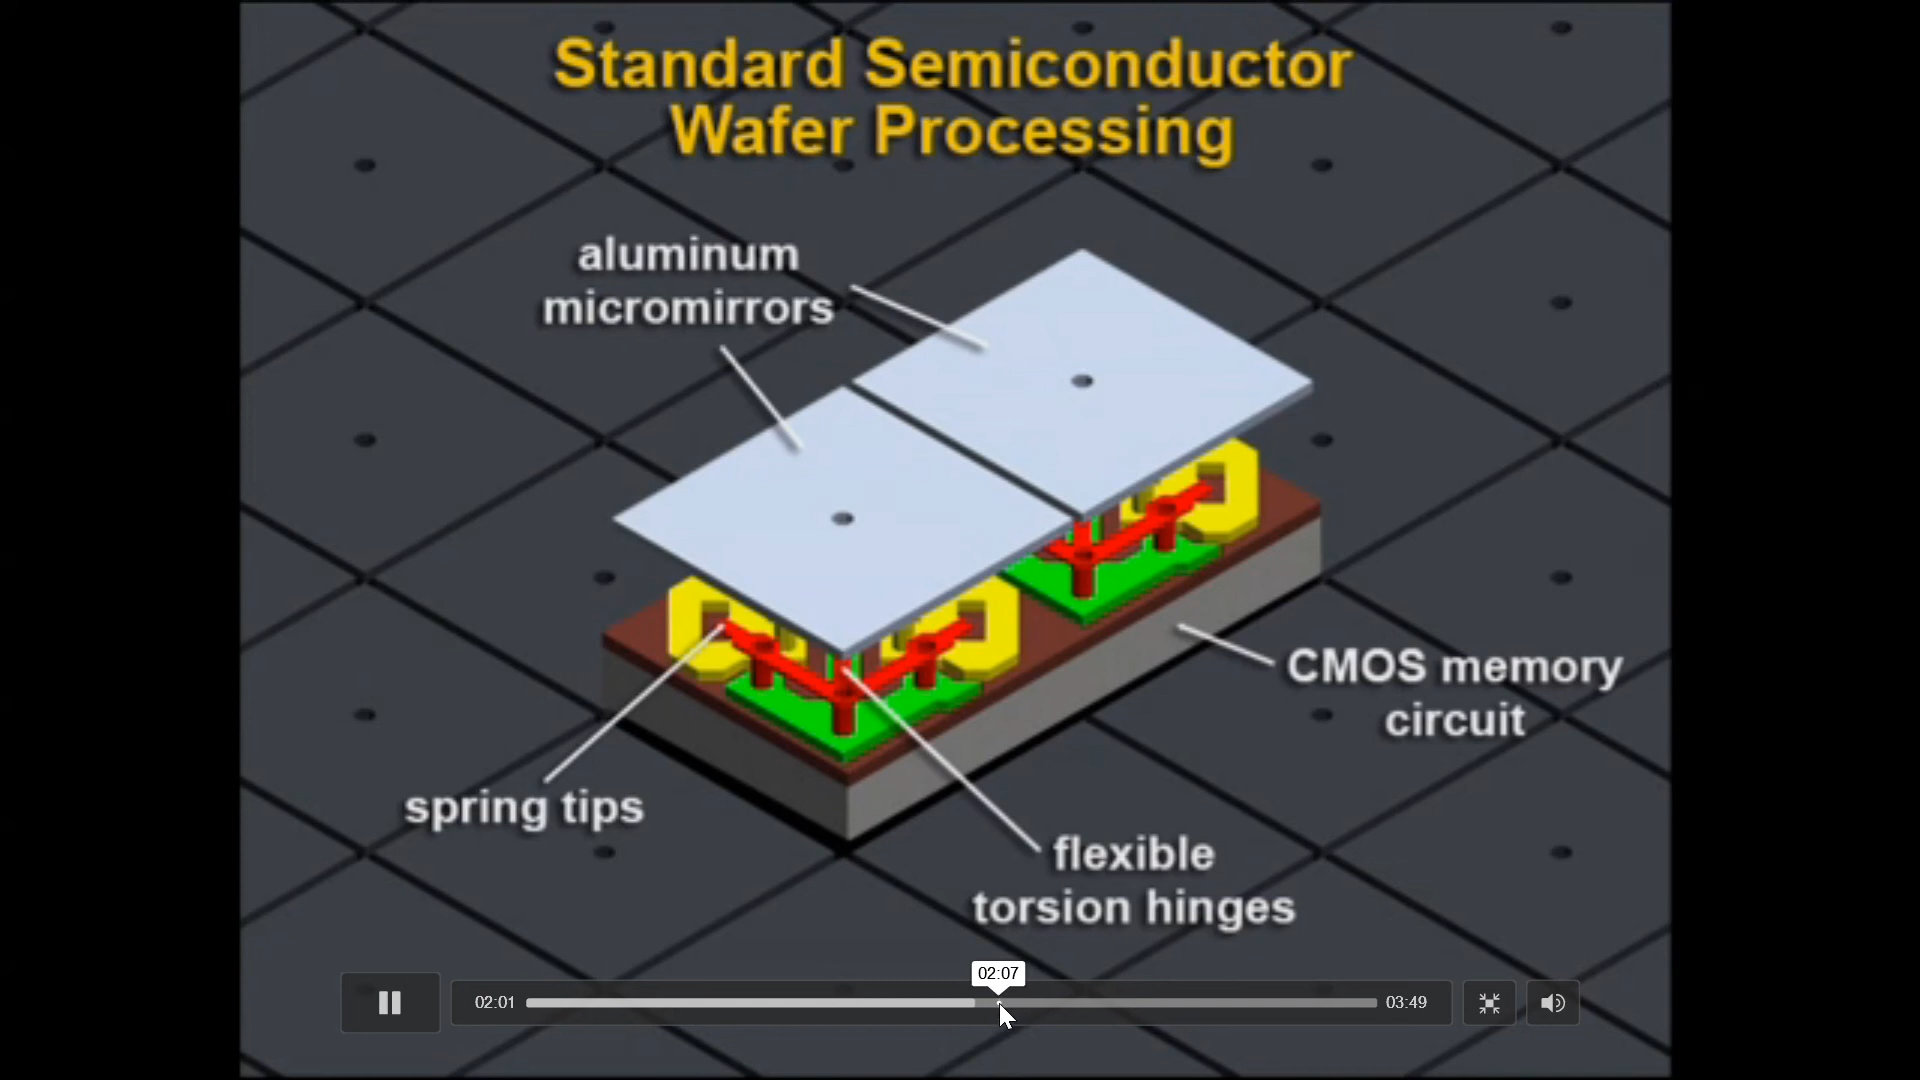 Standard Semiconductor
Wafer Processing
aluminum
micromirrors
CMOS memory
circuit
spring tips
flexible
torsion hinges
02:07
02:01
03:49